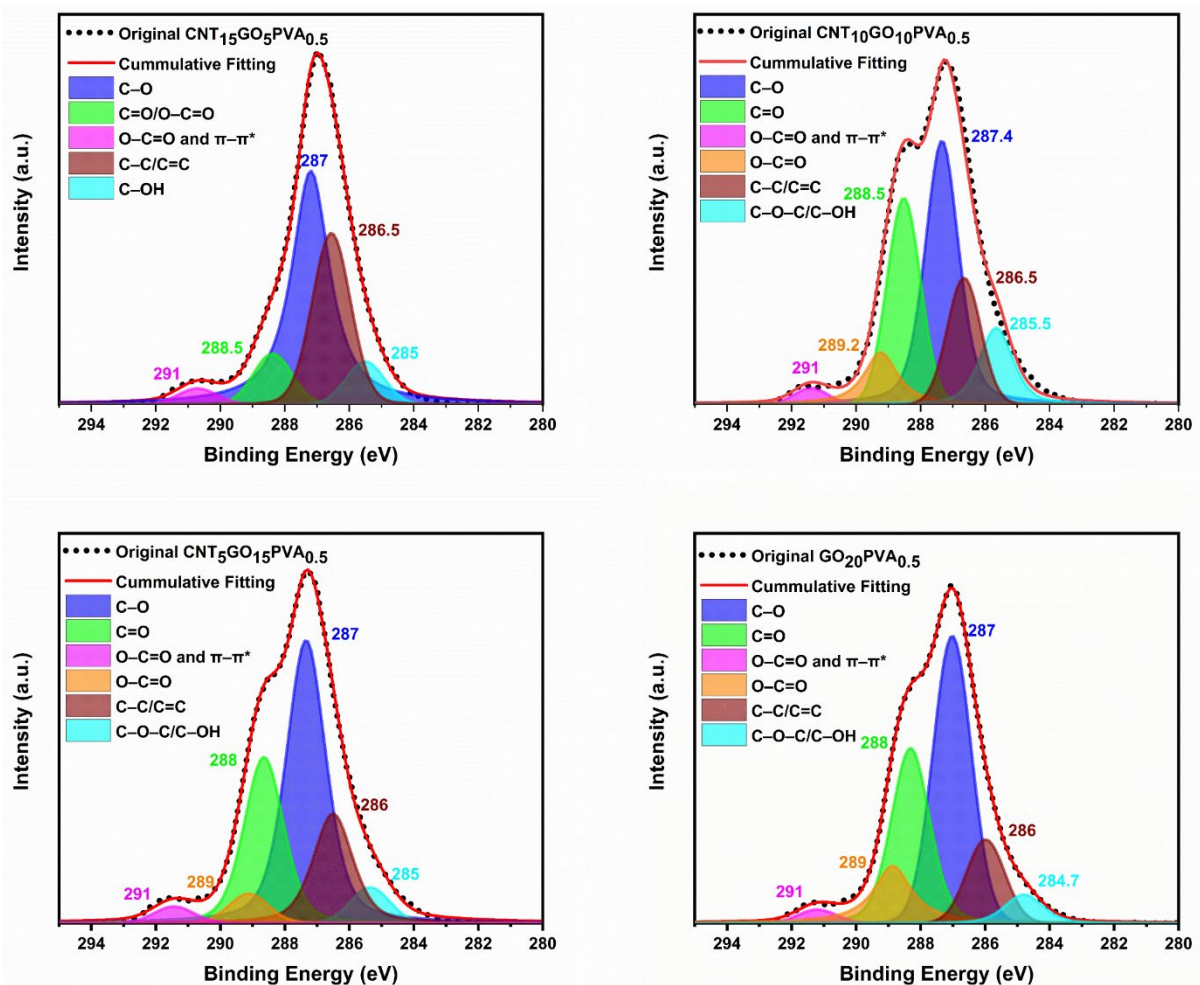 Original CNT15GO5PVA0.5
Cummulative Fitting
C–O
C=O/O–C=O
O–C=O and π–π*
C–C/C=C
C–OH
287
286.5
288.5
285
291
Intensity (a.u.)
294 292 290 288 286 284 282 280
Binding Energy (eV)
Original CNT10GO10PVA0.5
Cummulative Fitting
C–O
C=O
O–C=O and π–π*
O–C=O
C–C/C=C
C–O–C/C–OH
287.4
288.5
286.5
285.5
289.2
291
Intensity (a.u.)
294 292 290 288 286 284 282 280
Binding Energy (eV)
Original CNT5GO15PVA0.5
Cummulative Fitting
C–O
C=O
O–C=O and π–π*
O–C=O
C–C/C=C
C–O–C/C–OH
287
288
286
289
285
291
Intensity (a.u.)
294 292 290 288 286 284 282 280
Binding Energy (eV)
Original GO20PVA0.5
Cummulative Fitting
C–O
C=O
O–C=O and π–π*
O–C=O
C–C/C=C
C–O–C/C–OH
287
288
286
289
284.7
291
Intensity (a.u.)
294 292 290 288 286 284 282 280
Binding Energy (eV)